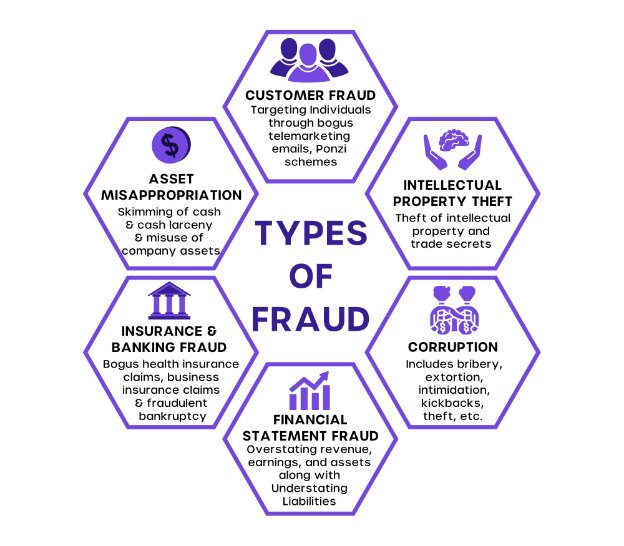 CUSTOMER FRAUD
Targeting Individuals
through bogus
telemarketing
emails, Ponzi
schemes
ASSET
MISAPPROPRIATION
Skimming of cash
& cash larceny
& misuse of
company assets
INTELLECTUAL
PROPERTY THEFT
Theft of intellectual
property and
trade secrets
TYPES
OF
FRAUD
INSURANCE &
BANKING FRAUD
Bogus health insurance
claims, business
insurance claims
& fraudulent
bankruptcy
CORRUPTION
Includes bribery,
extortion,
intimidation,
kickbacks,
theft, etc.
FINANCIAL
STATEMENT FRAUD
Overstating revenue,
earnings, and assets
along with
Understating
Liabilities